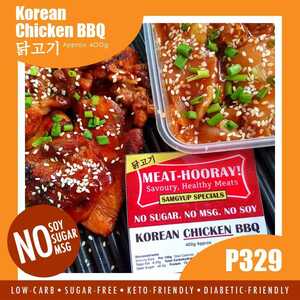 Korean
Chicken BBQ
닭고기 Approx 400g
닭고기
MEAT-HOORAY!
Savoury, Healthy Meats
SAMGYUP SPECIALS
NO SUGAR. NO MSG. NO SOY
KOREAN CHICKEN BBQ
400g Approx
NO SOY
SUGAR
MSG
P329
LOW-CARB • SUGAR-FREE • KETO-FRIENDLY • DIABETIC-FRIENDLY